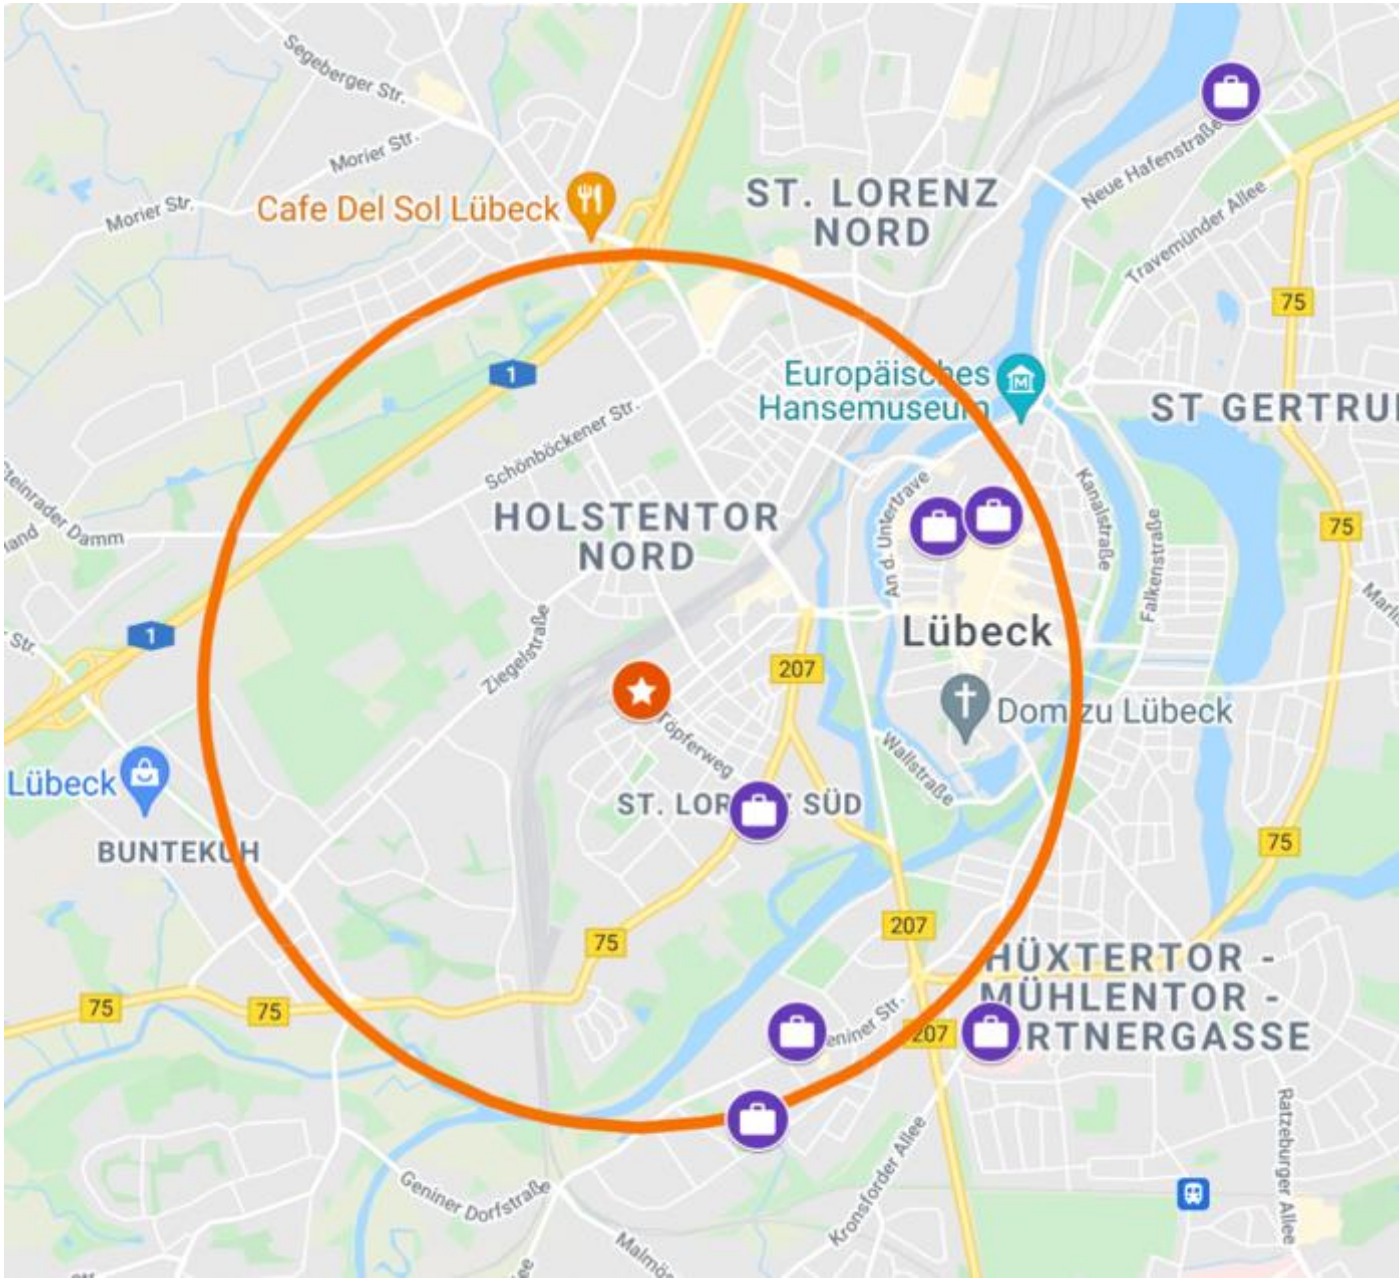 Segeberger Str.
Morier Str.
Morier Str.
Cafe Del Sol Lübeck
ST. LORENZ
NORD
Neue Hafenstraße
Travemünder Allee
75
1
Europäisches
Hansemuseum
M
ST GERTRU
Schönböckener Str.
Steinrader Damm
land
HOLSTENTOR
NORD
An d. Untertrave
Kanalstraße
Falkenstraße
75
1
Str.
Ziegelstraße
Lübeck
207
Töpferweg
Dom zu Lübeck
Wallstraße
Lübeck
ST. LOR
SÜD
BUNTEKUH
75
75
207
75
75
HÜXTERTOR -
MÜHLENTOR -
RTNERGASSE
eniner Str.
207
Geniner Dorfstraße
Kronsforder Allee
Ratzeburger Allee